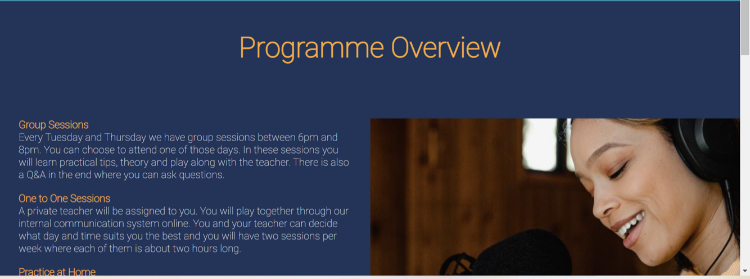 Programme Overview
Group Sessions
Every Tuesday and Thursday we have group sessions between 6pm and
8pm. You can choose to attend one of those days. In these sessions you
will learn practical tips, theory and play along with the teacher. There is also
a Q&A in the end where you can ask questions.
One to One Sessions
A private teacher will be assigned to you. You will play together through our
internal communication system online. You and your teacher can decide
what day and time suits you the best and you will have two sessions per
week where each of them is about two hours long.
Practice at Home